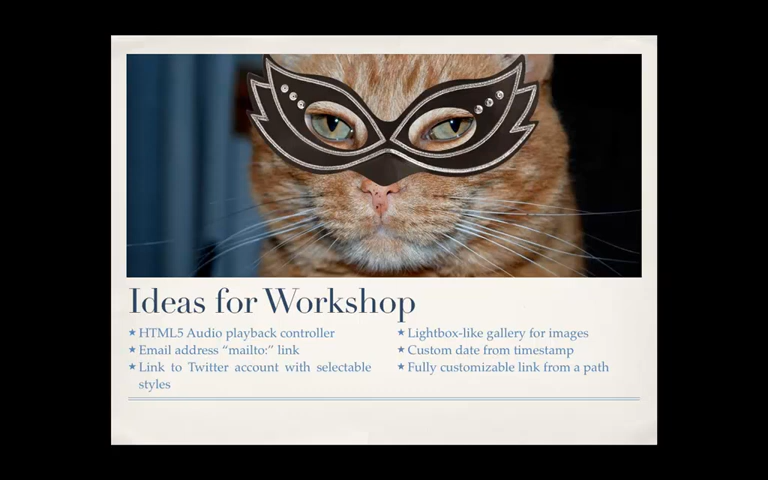 Ideas for Workshop
★ HTML5 Audio playback controller
★ Email address “mailto:” link
★ Link to Twitter account with selectable
styles
★ Lightbox-like gallery for images
★ Custom date from timestamp
★ Fully customizable link from a path